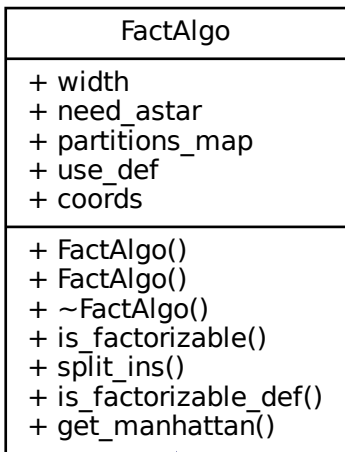 FactAlgo
+ width
+ need_astar
+ partitions_map
+ use_def
+ coords
+ FactAlgo()
+ FactAlgo()
+ ~FactAlgo()
+ is_factorizable()
+ split_ins()
+ is_factorizable_def()
+ get_manhattan()